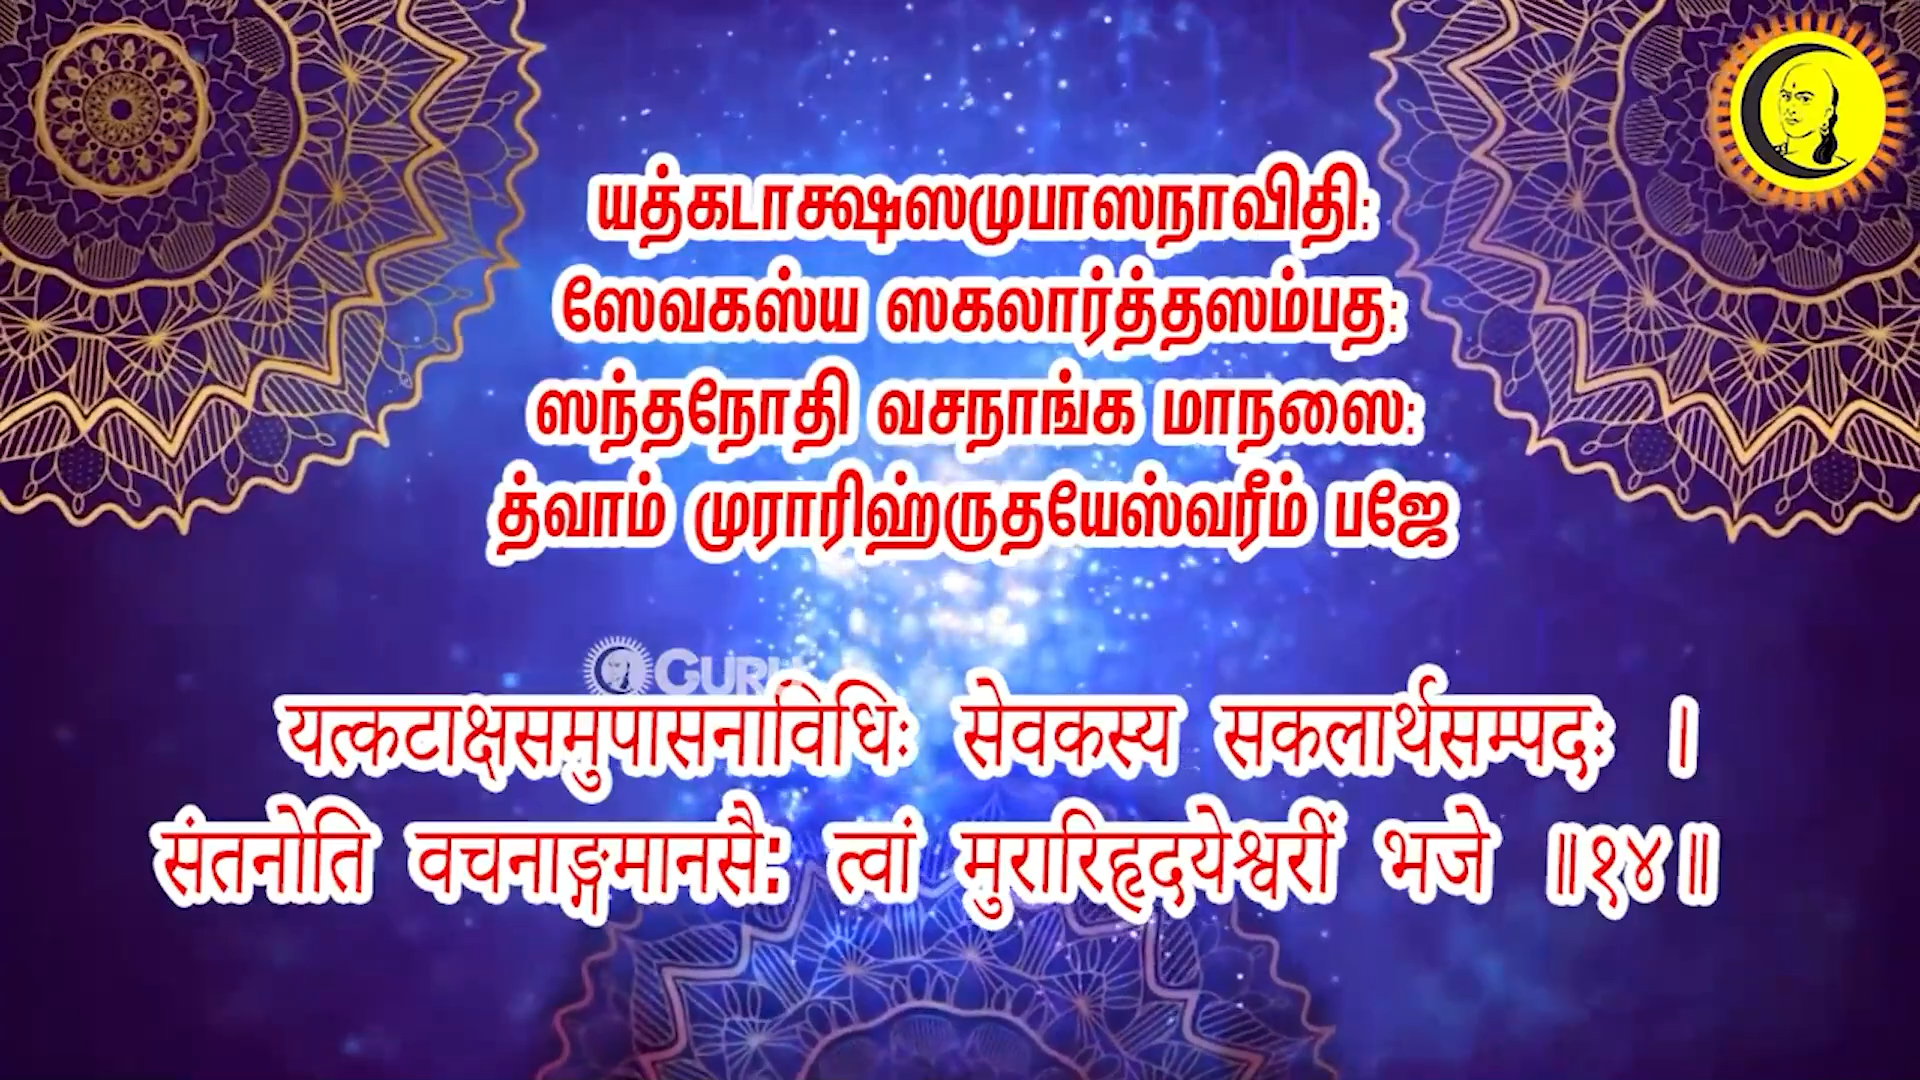 யத்கடாக்ஷஸமுபாஸநாவிதி:
ஸேவகஸ்ய ஸகலார்த்தஸம்பத:
ஸந்தநோதி வசநாங்க மாநஸை:
த்வாம் முராரிஹ்ருதயேஸ்வரீம் பஜே
GURU
यत्कटाक्षसमुपासनाविधिः सेवकस्य सकलार्थसम्पदः ।
संतनोति वचनाङ्गमानसै: त्वां मुरारिहृदयेश्वरीं भजे ॥१४॥